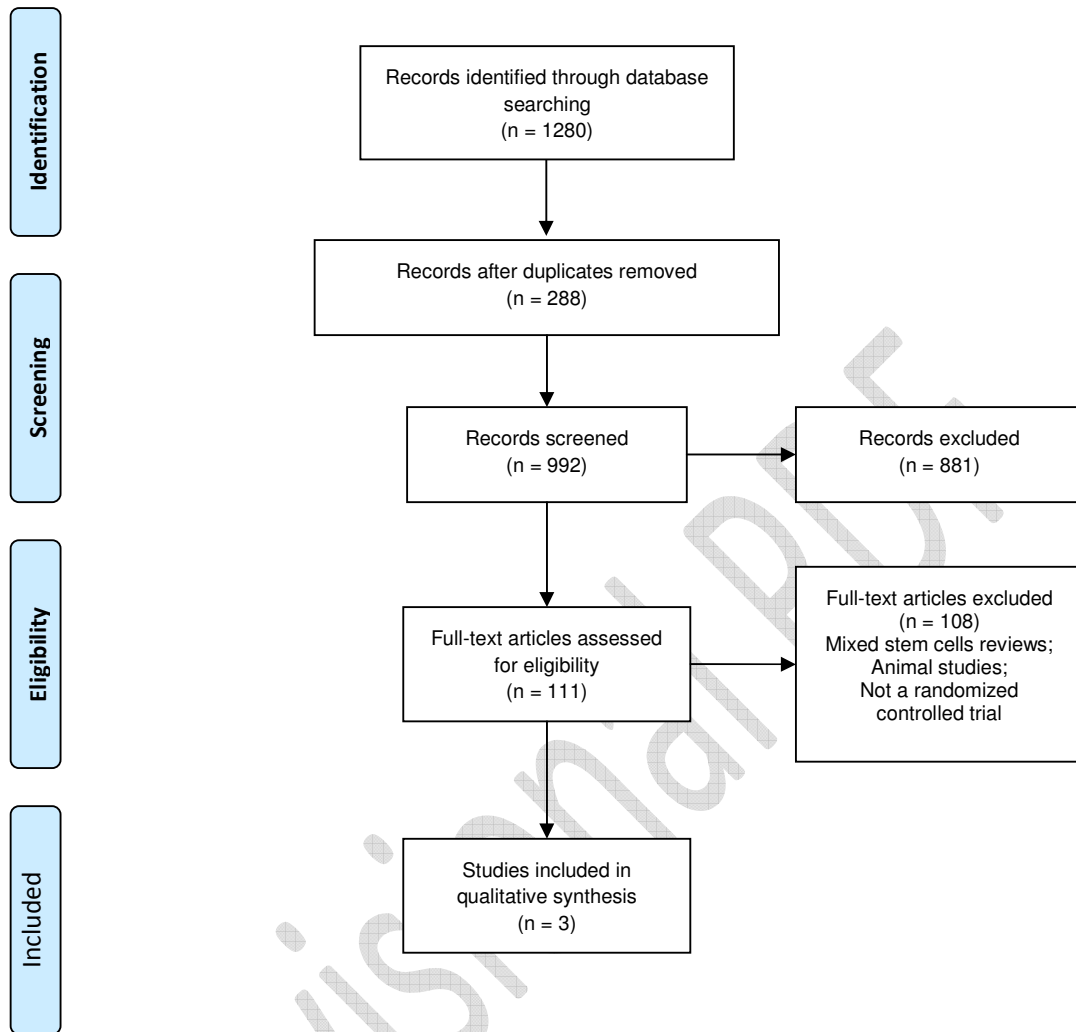 Identification
Records identified through database
searching
(n = 1280)
Records after duplicates removed
(n = 288)
Screening
Records screened
(n = 992)
Records excluded
(n = 881)
Eligibility
Full-text articles assessed
for eligibility
(n = 111)
Full-text articles excluded
(n = 108)
Mixed stem cells reviews;
Animal studies;
Not a randomized
controlled trial
Included
Studies included in
qualitative synthesis
(n = 3)